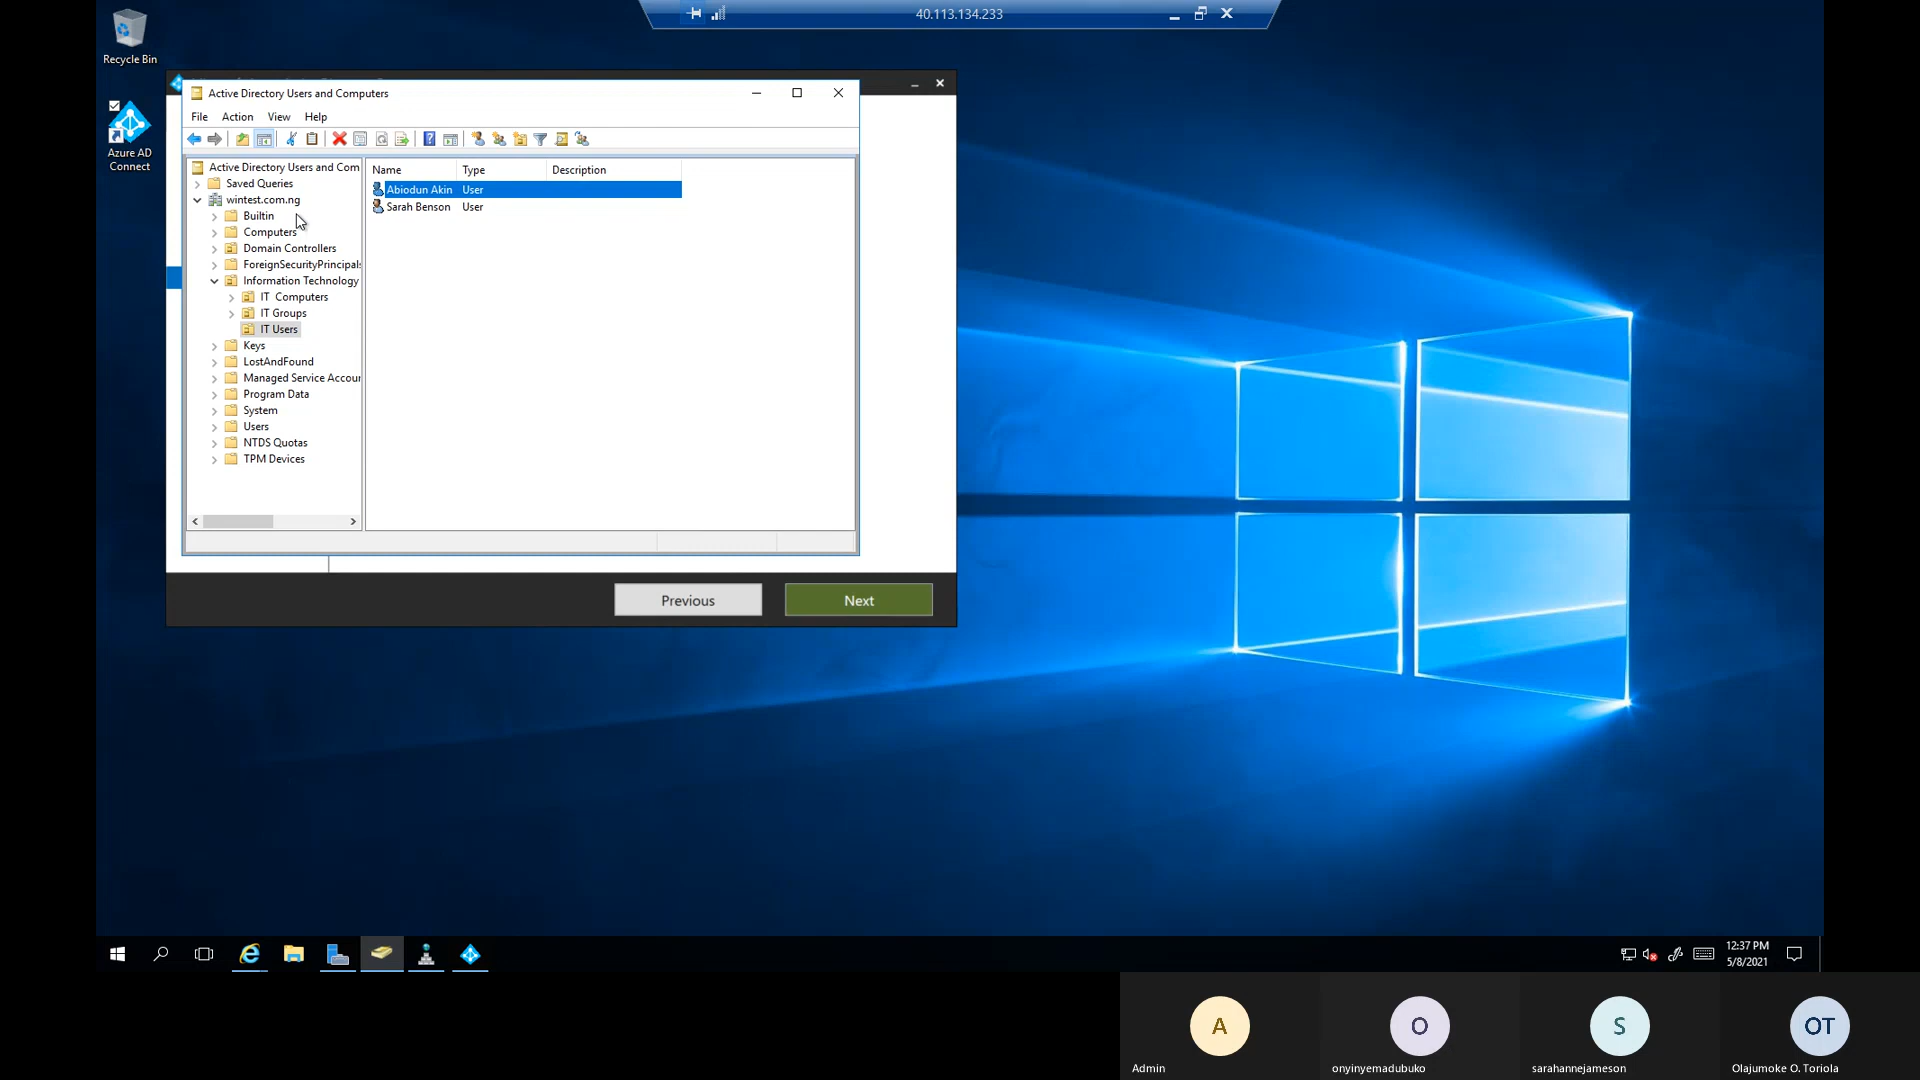 40.113.134.233
Recycle Bin
Azure AD
Connect
Active Directory Users and Computers
File Action View Help
Active Directory Users and Com
Saved Queries
wintest.com.ng
Builtin
Computers
Domain Controllers
ForeignSecurityPrincipals
Information Technology
IT  Computers
IT Groups
IT Users
Keys
LostAndFound
Managed Service Accour
Program Data
System
Users
NTDS Quotas
TPM Devices
Name Type Description
Abiodun Akin User
Sarah Benson User
Previous Next
12:37 PM
5/8/2021
A O S OT
Admin onyinyemadubuko sarahannejameson Olajumoke O. Toriola